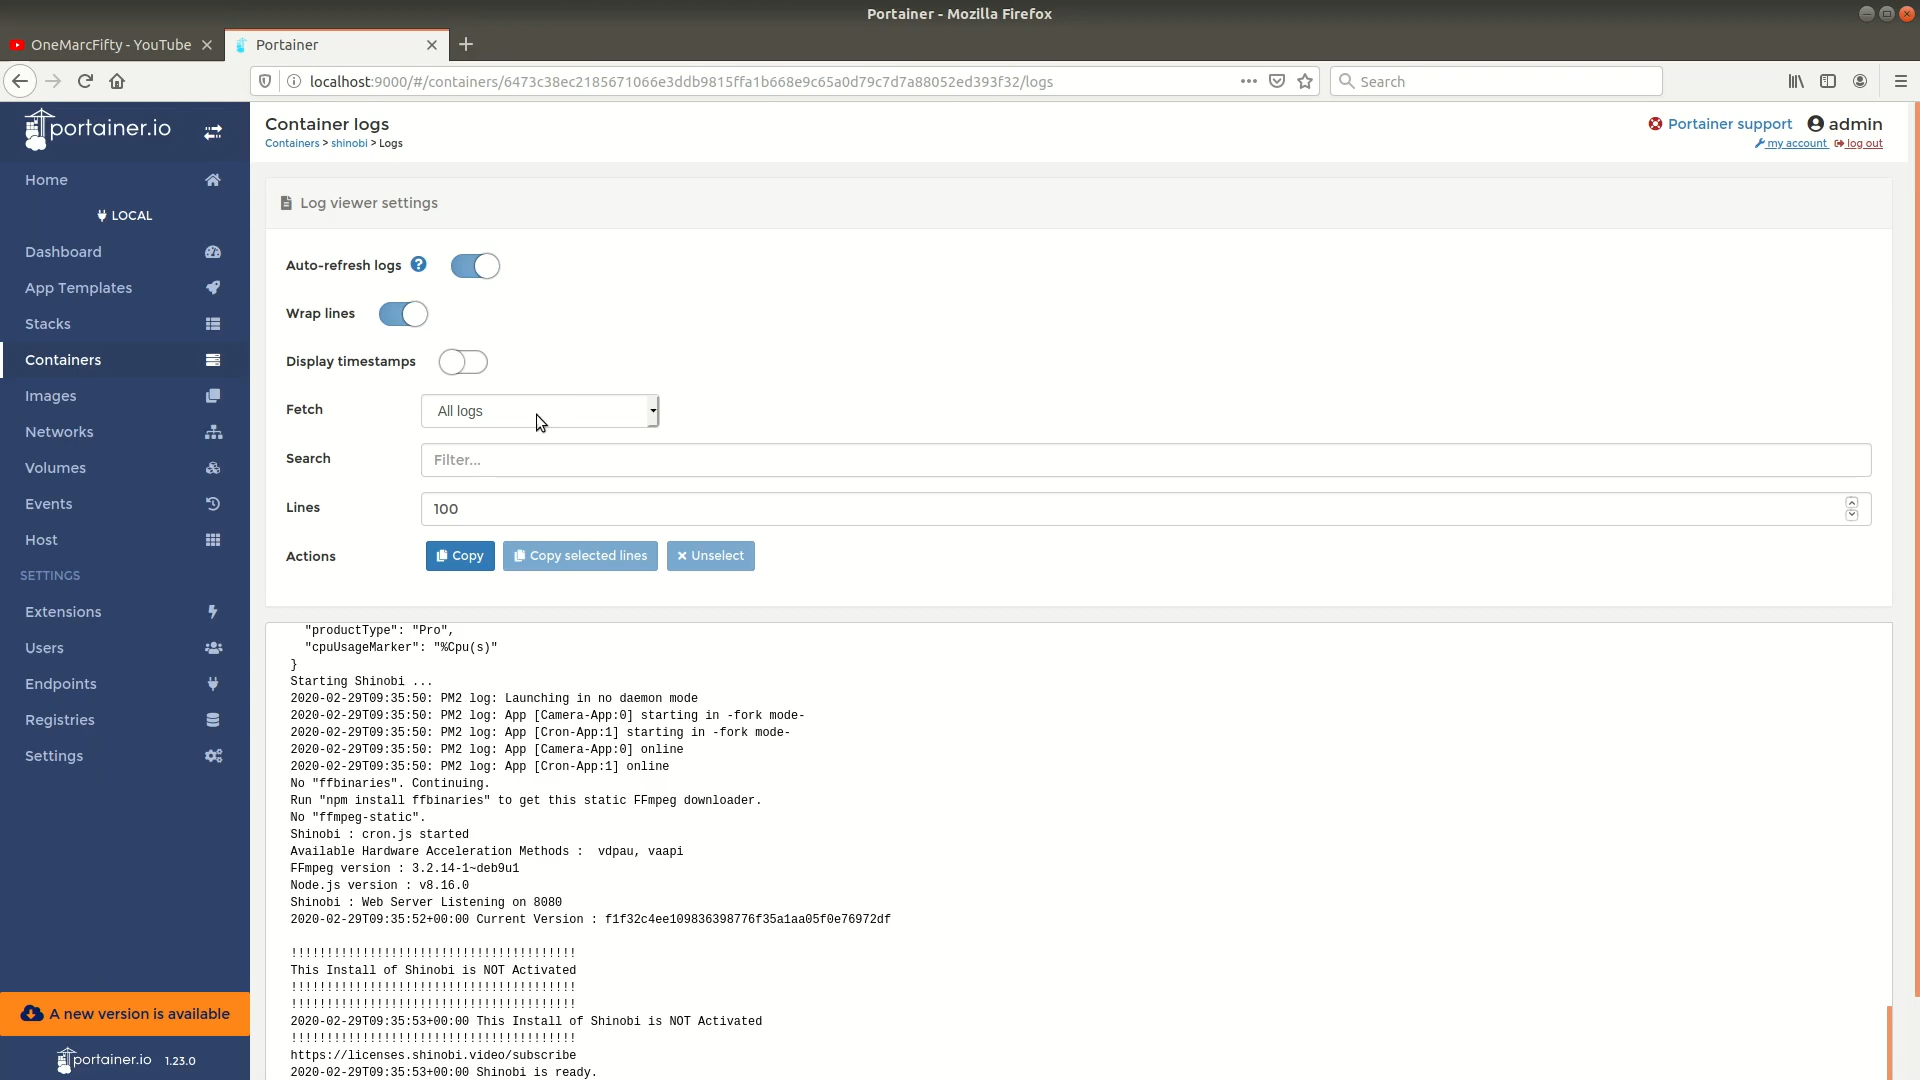 Portainer - Mozilla Firefox
OneMarcFifty - YouTube
Portainer
localhost:9000/#/containers/6473c38ec2185671066e3ddb9815ffa1b668e9c65a0d79c7d7a88052ed393f32/logs
Search
portainer.io
Container logs
Portainer support
admin
Containers > shinobi > Logs
my account
log out
Home
LOCAL
Dashboard
App Templates
Stacks
Containers
Images
Networks
Volumes
Events
Host
SETTINGS
Extensions
Users
Endpoints
Registries
Settings
A new version is available
portainer.io 1.23.0
Log viewer settings
Auto-refresh logs
Wrap lines
Display timestamps
Fetch
All logs
Search
Filter...
Lines
100
Actions
Copy
Copy selected lines
Unselect
"productType": "Pro",
"cpuUsageMarker": "%Cpu(s)"
}
Starting Shinobi ...
2020-02-29T09:35:50: PM2 log: Launching in no daemon mode
2020-02-29T09:35:50: PM2 log: App [Camera-App:0] starting in -fork mode-
2020-02-29T09:35:50: PM2 log: App [Cron-App:1] starting in -fork mode-
2020-02-29T09:35:50: PM2 log: App [Camera-App:0] online
2020-02-29T09:35:50: PM2 log: App [Cron-App:1] online
No "ffbinaries". Continuing.
Run "npm install ffbinaries" to get this static FFmpeg downloader.
No "ffmpeg-static".
Shinobi : cron.js started
Available Hardware Acceleration Methods :  vdpau, vaapi
FFmpeg version : 3.2.14-1~deb9u1
Node.js version : v8.16.0
Shinobi : Web Server Listening on 8080
2020-02-29T09:35:52+00:00 Current Version : f1f32c4ee109836398776f35a1aa05f0e76972df
!!!!!!!!!!!!!!!!!!!!!!!!!!!!!!!!!!!!!!!!
This Install of Shinobi is NOT Activated
!!!!!!!!!!!!!!!!!!!!!!!!!!!!!!!!!!!!!!!!
!!!!!!!!!!!!!!!!!!!!!!!!!!!!!!!!!!!!!!!!
2020-02-29T09:35:53+00:00 This Install of Shinobi is NOT Activated
!!!!!!!!!!!!!!!!!!!!!!!!!!!!!!!!!!!!!!!!
https://licenses.shinobi.video/subscribe
2020-02-29T09:35:53+00:00 Shinobi is ready.